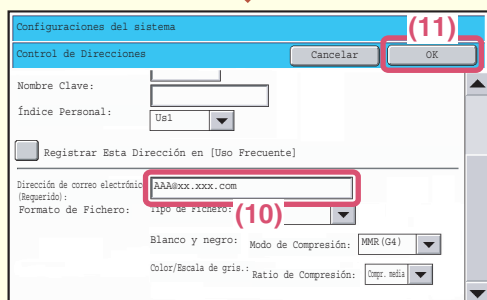 Configuraciones del sistema
(11)
Control de Direcciones
Cancelar
OK
Nombre Clave:
Índice Personal:
Us1
Registrar Esta Dirección en [Uso Frecuente]
Dirección de correo electrónic
(Requerido):
AAA@xx.xxx.com
Formato de Fichero:
Tipo de Fichero:
(10)
Blanco y negro:
Modo de Compresión:
MMR(G4)
Color/Escala de gris.:
Ratio de Compresión:
Compr. media